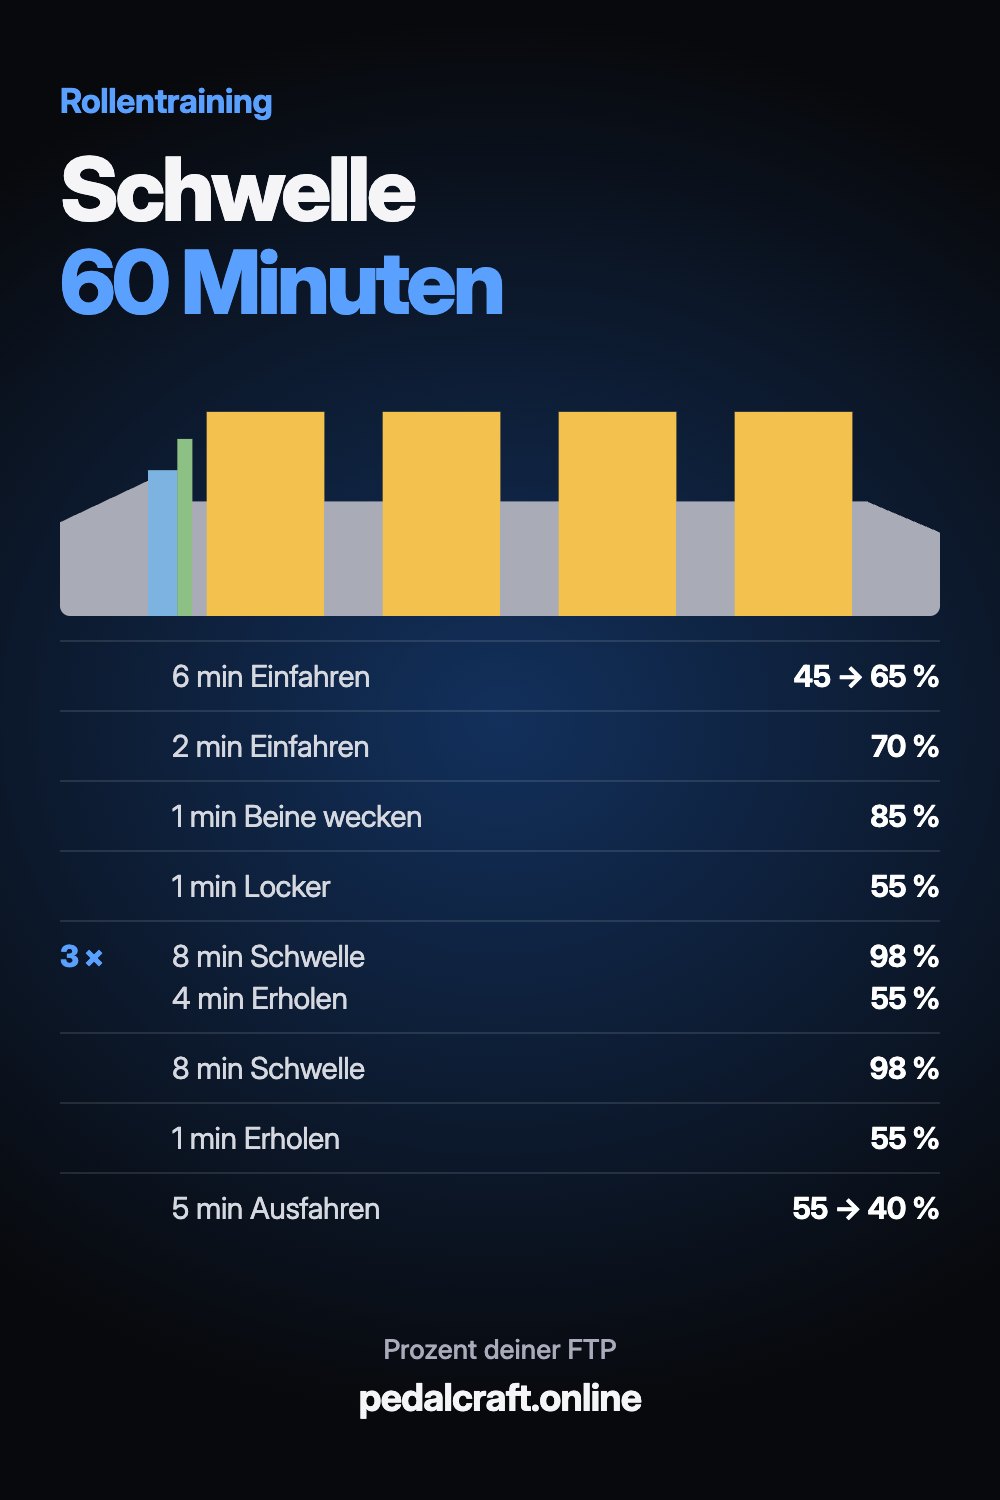 Rollentraining
Schwelle
60 Minuten
6 min Einfahren 45 → 65 %
2 min Einfahren 70 %
1 min Beine wecken 85 %
1 min Locker 55 %
3 × 8 min Schwelle 98 %
4 min Erholen 55 %
8 min Schwelle 98 %
1 min Erholen 55 %
5 min Ausfahren 55 → 40 %
Prozent deiner FTP
pedalcraft.online